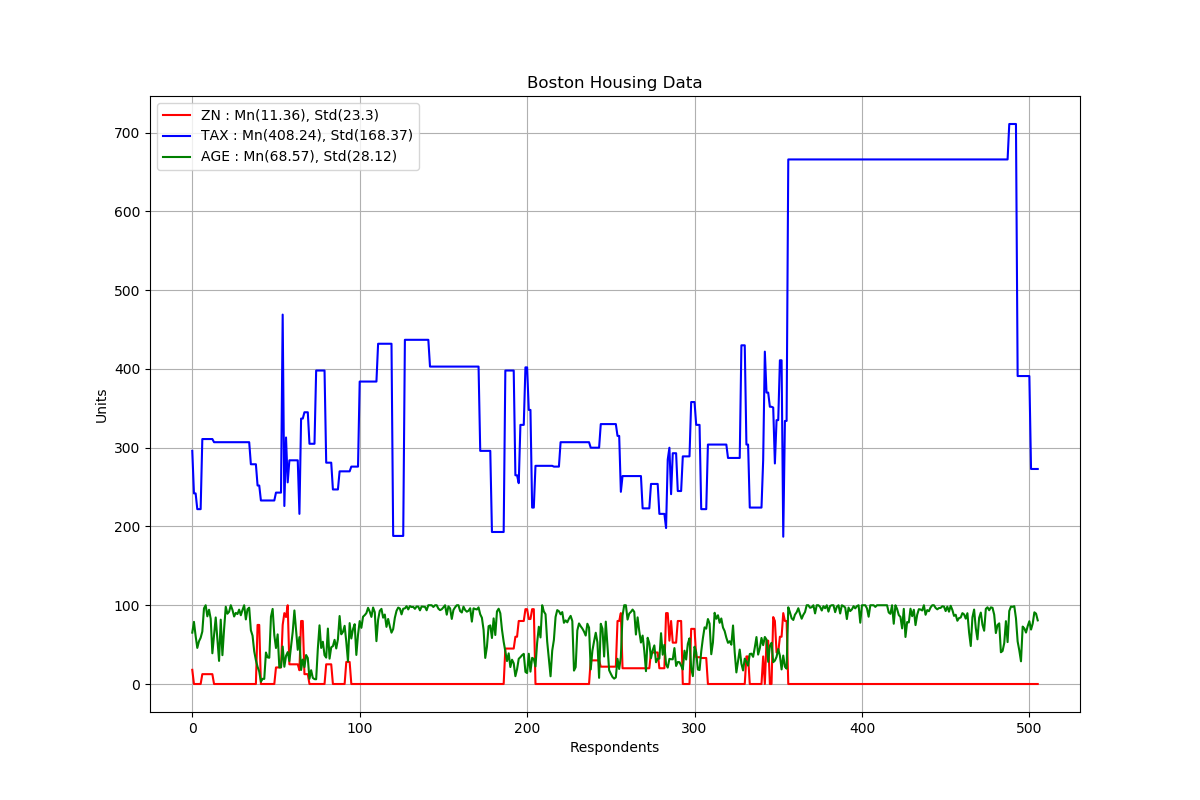 Boston Housing Data
ZN : Mn(11.36), Std(23.3)
TAX : Mn(408.24), Std(168.37)
AGE : Mn(68.57), Std(28.12)
700
600
500
400
300
200
100
0
Units
0 100 200 300 400 500
Respondents